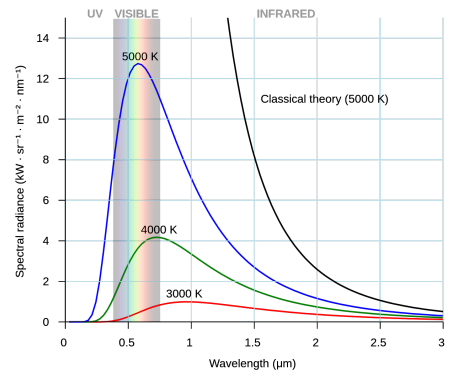 UV VISIBLE INFRARED
14
12
10
8
6
4
2
0
Spectral radiance (kW · sr⁻¹ · m⁻² · nm⁻¹)
5000 K
Classical theory (5000 K)
4000 K
3000 K
0 0.5 1 1.5 2 2.5 3
Wavelength (μm)